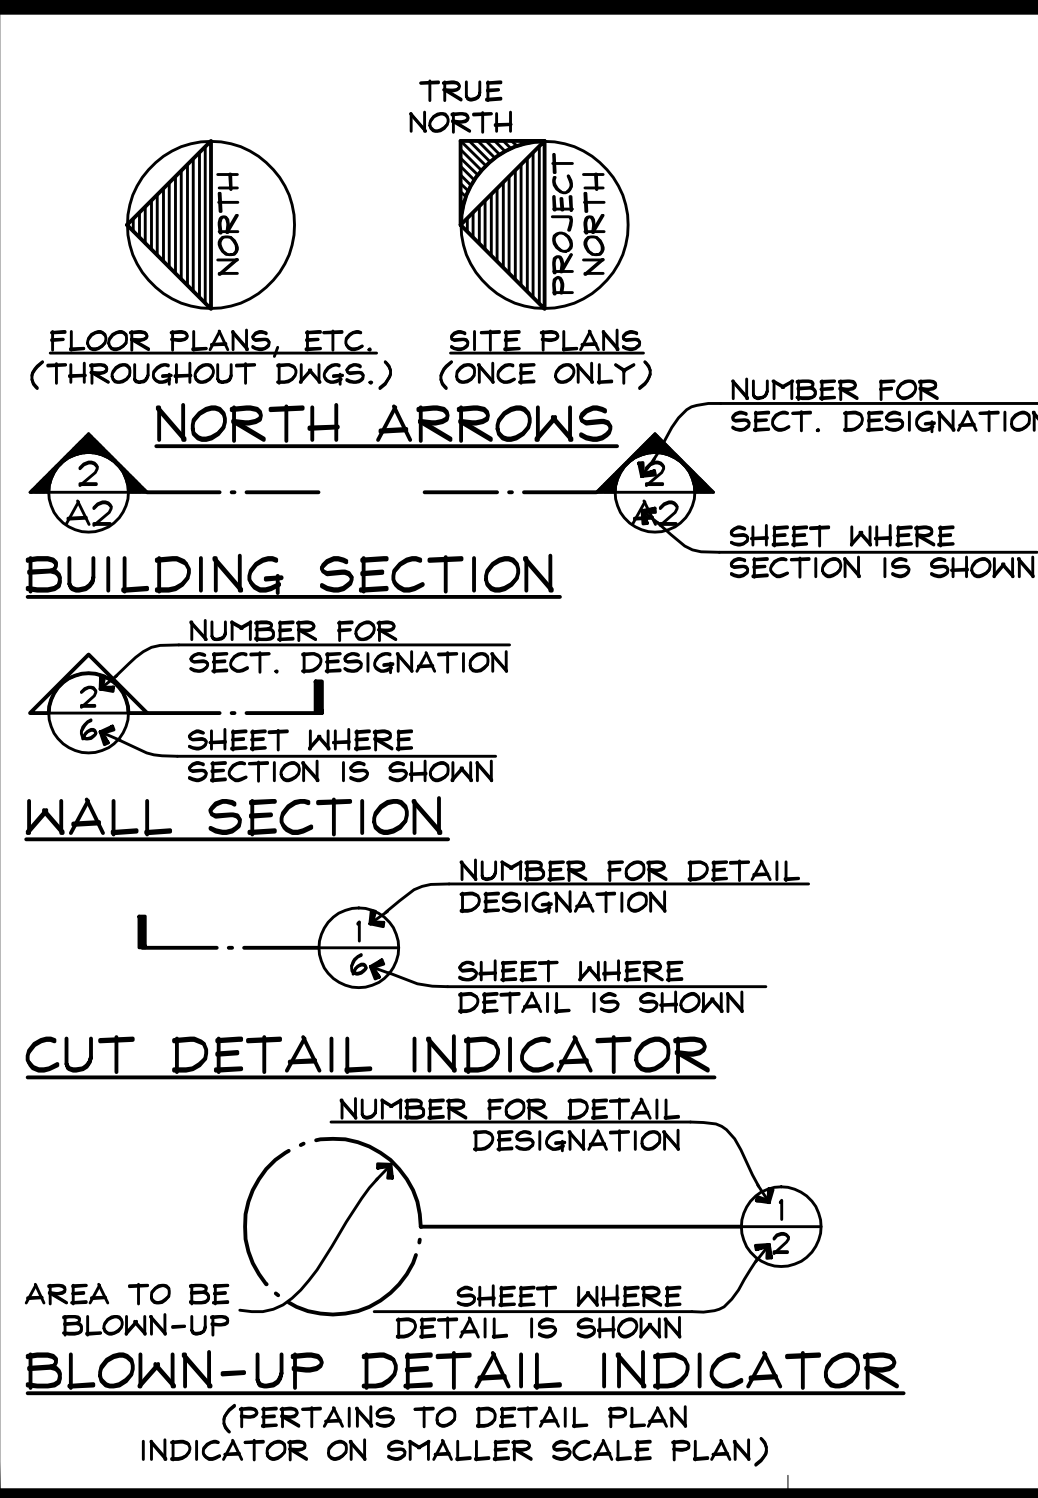 TRUE
NORTH
NORTH
PROJECT
NORTH
FLOOR PLANS, ETC.
(THROUGHOUT DWGS.)
SITE PLANS
(ONCE ONLY)
NORTH ARROWS
NUMBER FOR
SECT. DESIGNATION
2
A2
2
A2
SHEET WHERE
SECTION IS SHOWN
BUILDING SECTION
NUMBER FOR
SECT. DESIGNATION
2
6
SHEET WHERE
SECTION IS SHOWN
WALL SECTION
NUMBER FOR DETAIL
DESIGNATION
1
6
SHEET WHERE
DETAIL IS SHOWN
CUT DETAIL INDICATOR
NUMBER FOR DETAIL
DESIGNATION
1
2
AREA TO BE
BLOWN-UP
SHEET WHERE
DETAIL IS SHOWN
BLOWN-UP DETAIL INDICATOR
(PERTAINS TO DETAIL PLAN
INDICATOR ON SMALLER SCALE PLAN)